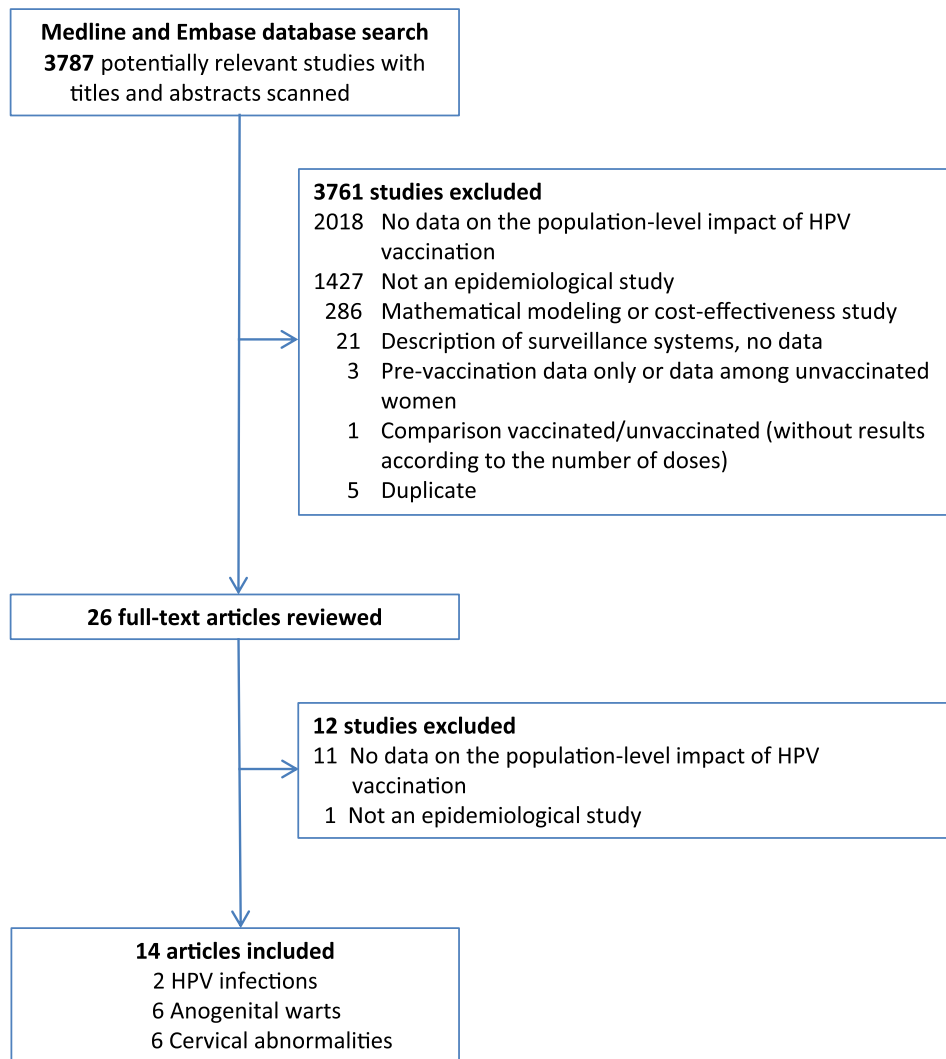 Medline and Embase database search
3787 potentially relevant studies with
titles and abstracts scanned
3761 studies excluded
2018 No data on the population-level impact of HPV
vaccination
1427 Not an epidemiological study
286 Mathematical modeling or cost-effectiveness study
21 Description of surveillance systems, no data
3 Pre-vaccination data only or data among unvaccinated
women
1 Comparison vaccinated/unvaccinated (without results
according to the number of doses)
5 Duplicate
26 full-text articles reviewed
12 studies excluded
11 No data on the population-level impact of HPV
vaccination
1 Not an epidemiological study
14 articles included
2 HPV infections
6 Anogenital warts
6 Cervical abnormalities